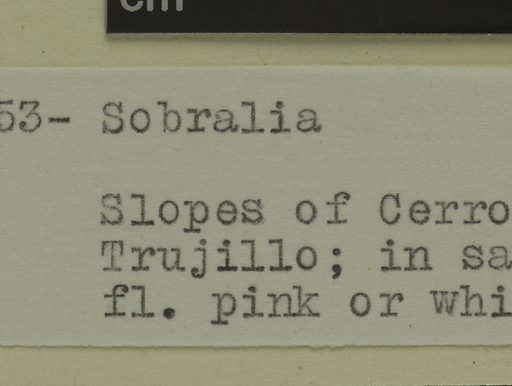 cm
53- Sobralia
Slopes of Cerro
Trujillo; in sa
fl. pink or whi